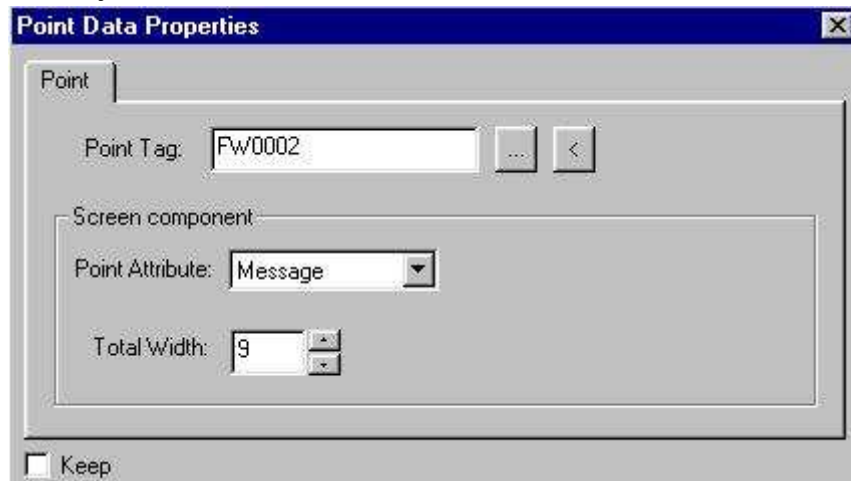 Point Data Properties
Point
Point Tag: FW0002 ... <
Screen component
Point Attribute: Message
Total Width: 9
Keep